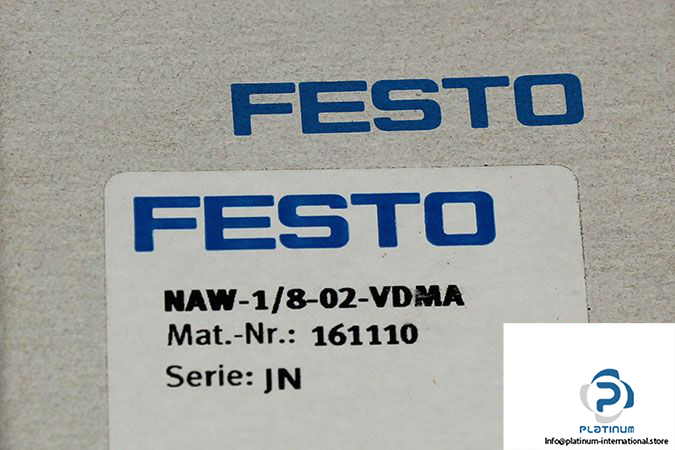 FESTO
FESTO
NAW-1/8-02-VDMA
Mat.-Nr.: 161110
Serie: JN
PLATINUM
Info@platinum-international.store